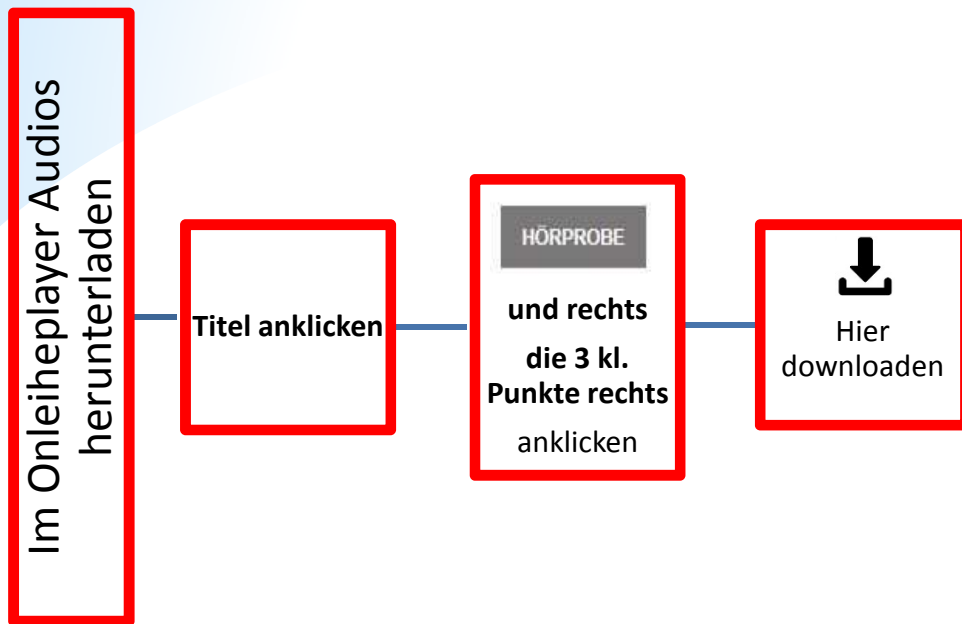 Im Onleiheplayer Audios
herunterladen
Titel anklicken
HÖRPROBE
und rechts
die 3 kl.
Punkte rechts
anklicken
Hier
downloaden